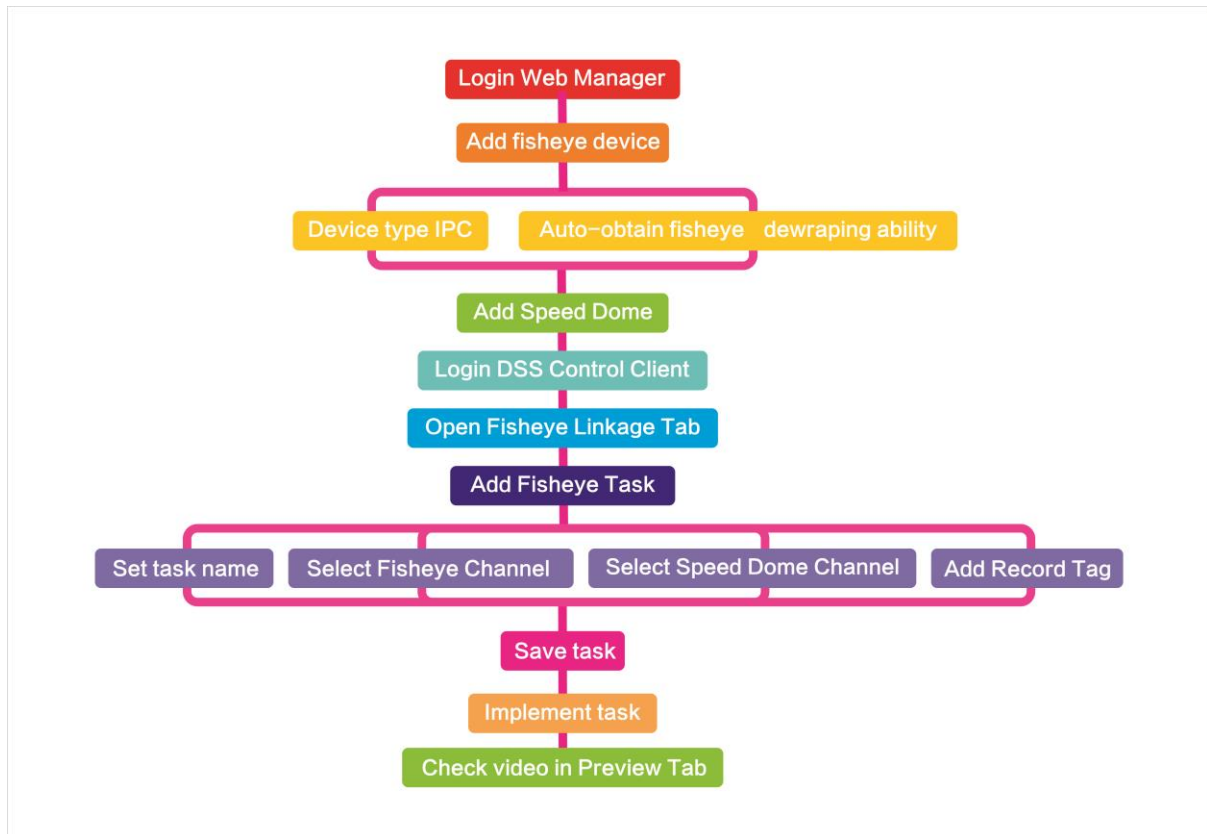 Login Web Manager
Add fisheye device
Device type IPC
Auto-obtain fisheye dewraping ability
Add Speed Dome
Login DSS Control Client
Open Fisheye Linkage Tab
Add Fisheye Task
Set task name
Select Fisheye Channel
Select Speed Dome Channel
Add Record Tag
Save task
Implement task
Check video in Preview Tab